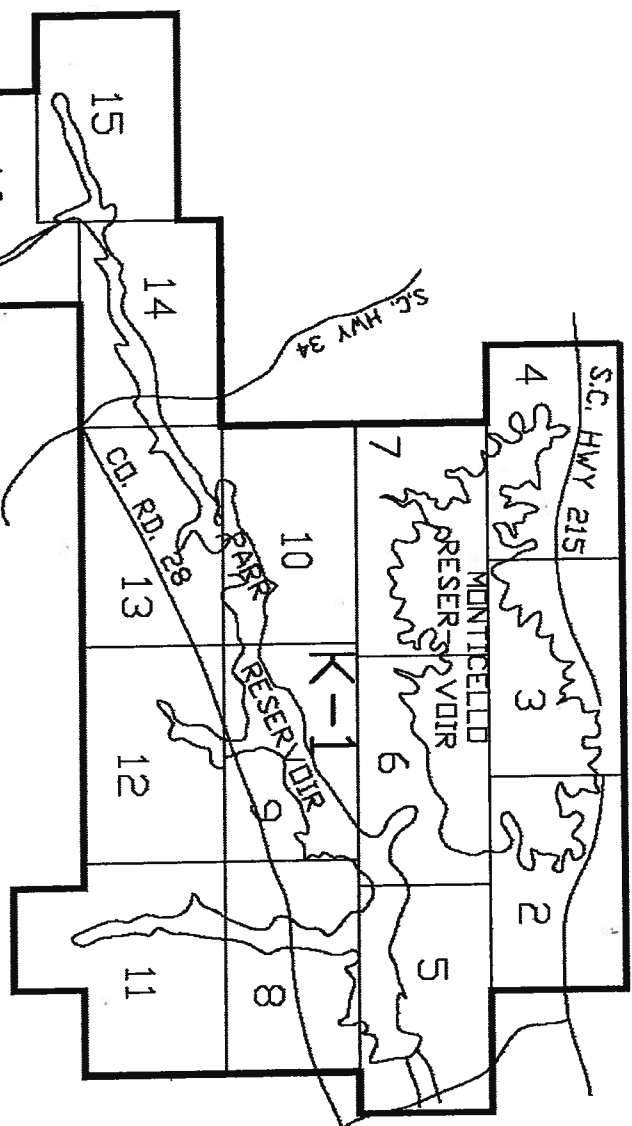 S.C. HWY 215
4
3
2
S.C. HWY 34
7
MONTICELLO
RESERVOIR
6
5
K-1
10
PARR
RESERVOIR
9
8
15
14
CO. RD. 28
13
12
11